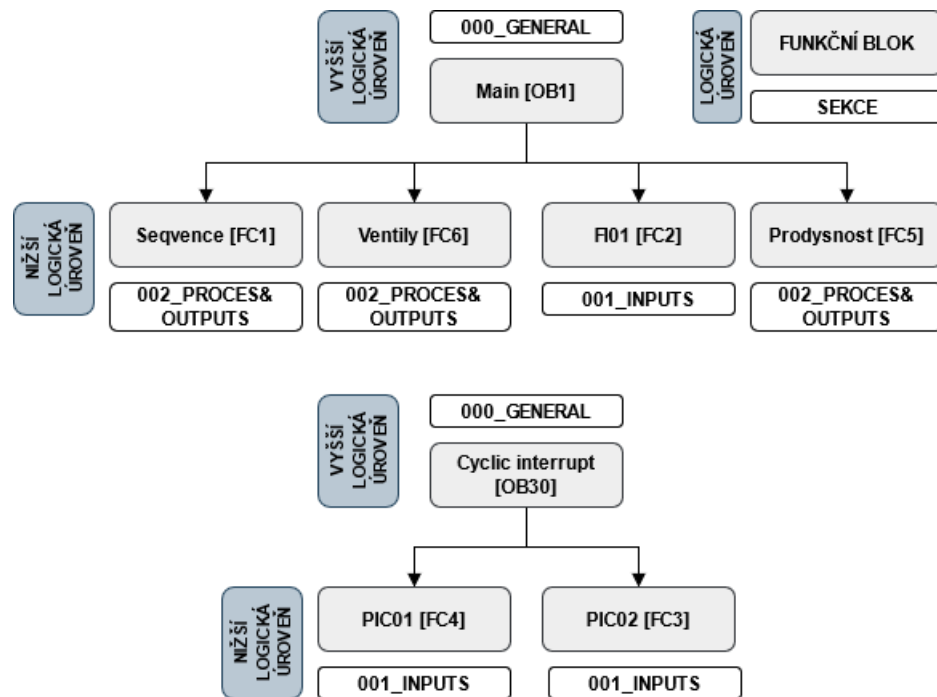 VYŠŠÍ
LOGICKÁ
ÚROVEŇ
000_GENERAL
Main [OB1]
LOGICKÁ
ÚROVEŇ
FUNKČNÍ BLOK
SEKCE
NIŽŠÍ
LOGICKÁ
ÚROVEŇ
Seqvence [FC1]
Ventily [FC6]
FI01 [FC2]
Prodysnost [FC5]
002_PROCES&
OUTPUTS
002_PROCES&
OUTPUTS
001_INPUTS
002_PROCES&
OUTPUTS
VYŠŠÍ
LOGICKÁ
ÚROVEŇ
000_GENERAL
Cyclic interrupt
[OB30]
NIŽŠÍ
LOGICKÁ
ÚROVEŇ
PIC01 [FC4]
PIC02 [FC3]
001_INPUTS
001_INPUTS